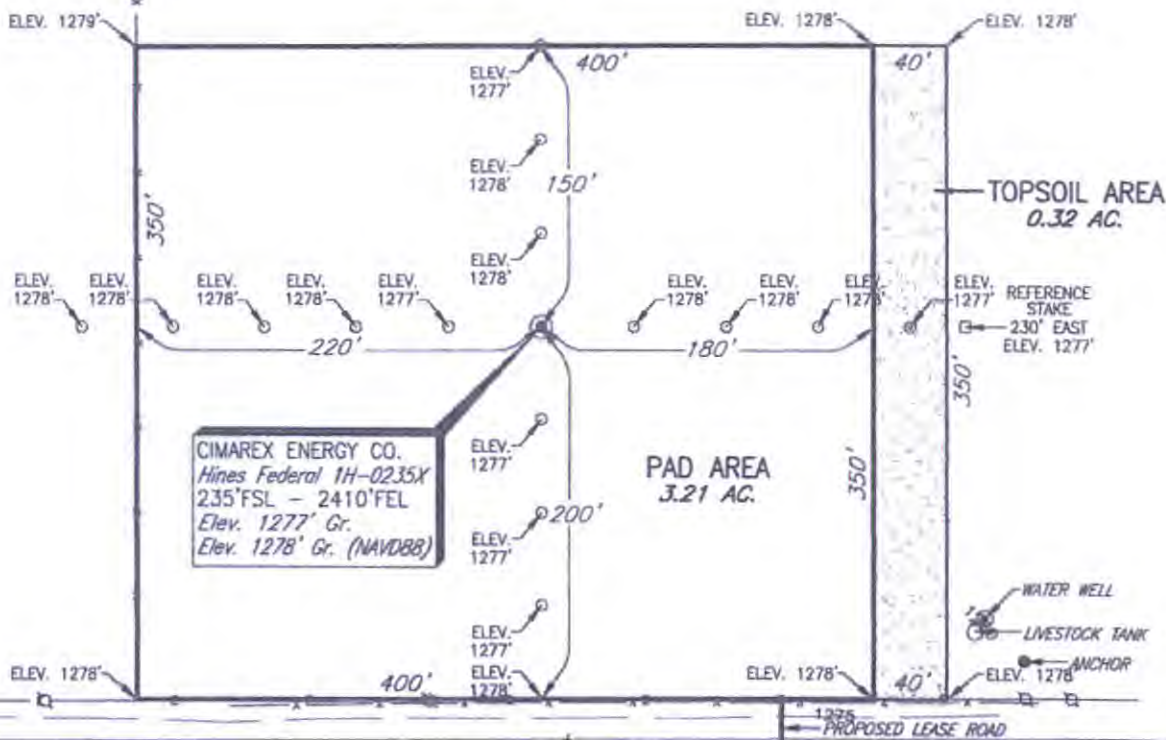 ELEV. 1279'
ELEV. 1278'
ELEV. 1278'
400'
40'
ELEV.
1277'
ELEV.
1278'
150'
TOPSOIL AREA
0.32 AC.
350'
ELEV.
1278'
ELEV.
1278'
ELEV.
1278'
ELEV.
1278'
ELEV.
1278'
ELEV.
1277'
ELEV.
1278'
ELEV.
1278'
ELEV.
ELEV.
1277'
REFERENCE
STAKE
230' EAST
ELEV. 1277'
220'
180'
350'
CIMAREX ENERGY CO.
Hines Federal 1H-0235X
235'FSL - 2410'FEL
Elev. 1277' Gr.
Elev. 1278' Gr. (NAVD88)
ELEV.
1277'
PAD AREA
3.21 AC.
350'
200'
ELEV.
1277'
ELEV.
1277'
WATER WELL
LIVESTOCK TANK
ANCHOR
ELEV. 1278'
400'
ELEV.
1278'
ELEV. 1278'
40'
ELEV. 1278'
1275
PROPOSED LEASE ROAD